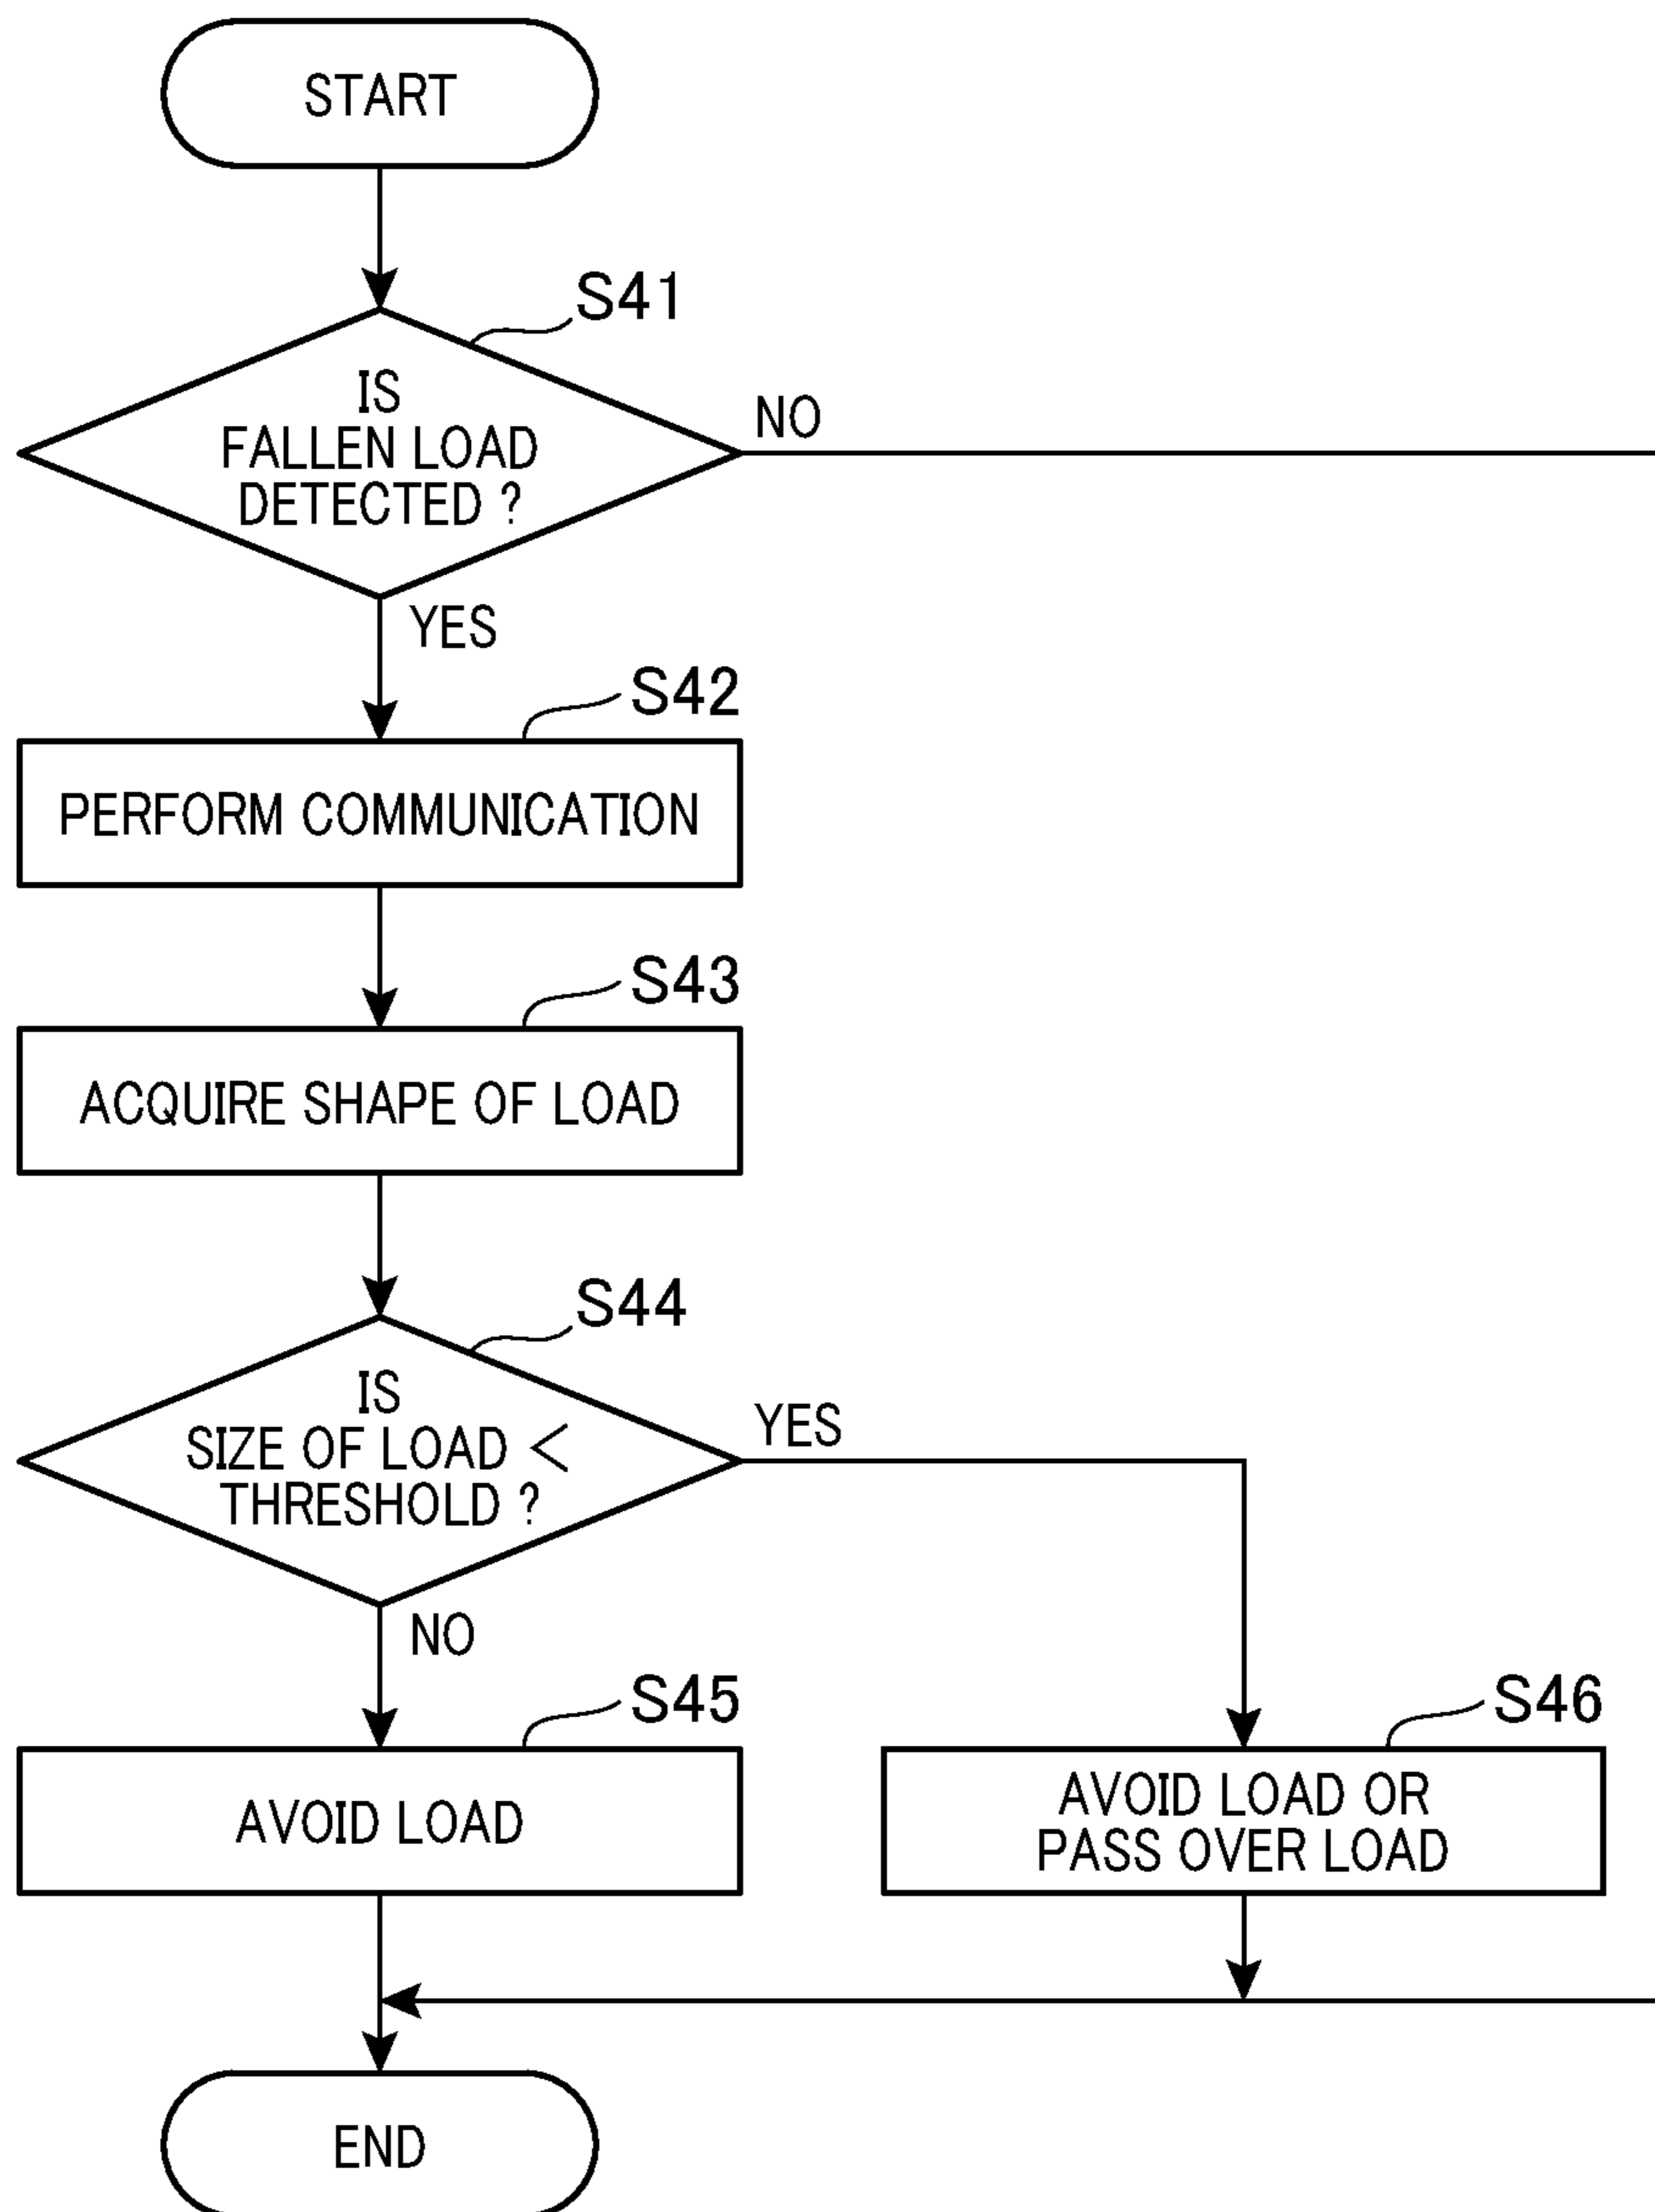 START
S41
IS
FALLEN LOAD
DETECTED ?
NO
YES
S42
PERFORM COMMUNICATION
S43
ACQUIRE SHAPE OF LOAD
S44
IS
SIZE OF LOAD <
THRESHOLD ?
YES
NO
S45
AVOID LOAD
S46
AVOID LOAD OR
PASS OVER LOAD
END